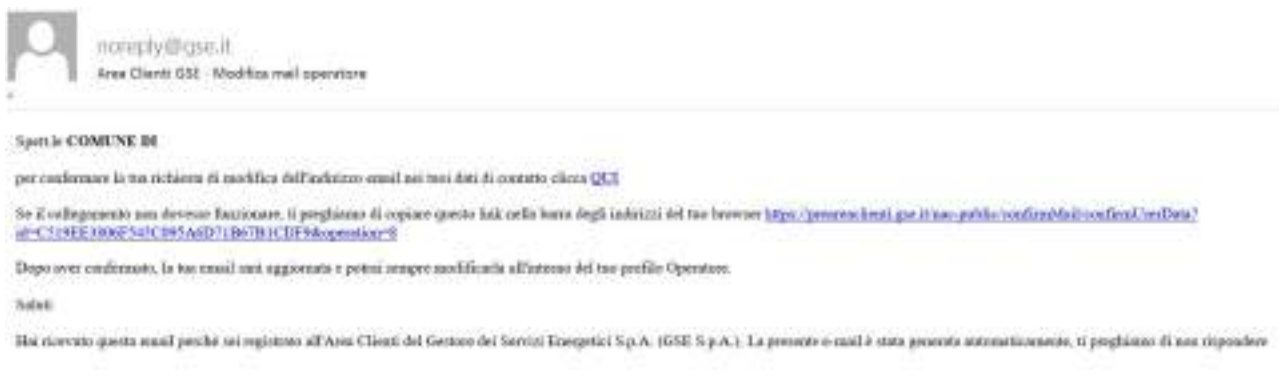 noreply@gse.it
Area Clienti GSE - Modifica mail operatore
Spett.le COMUNE DI
per confermare la tua richiesta di modifica dell'indirizzo email nei tuoi dati di contatto clicca QUI
Se il collegamento non dovesse funzionare, ti preghiamo di copiare questo link nella barra degli indirizzi del tuo browser
Dopo aver confermato, la tua email sarà aggiornata e potrai sempre modificarla all'interno del tuo profilo Operatore.
Saluti
Hai ricevuto questa email perché sei registrato all'Area Clienti del Gestore dei Servizi Energetici S.p.A. (GSE S.p.A.). La presente e-mail è stata generata automaticamente, ti preghiamo di non rispondere